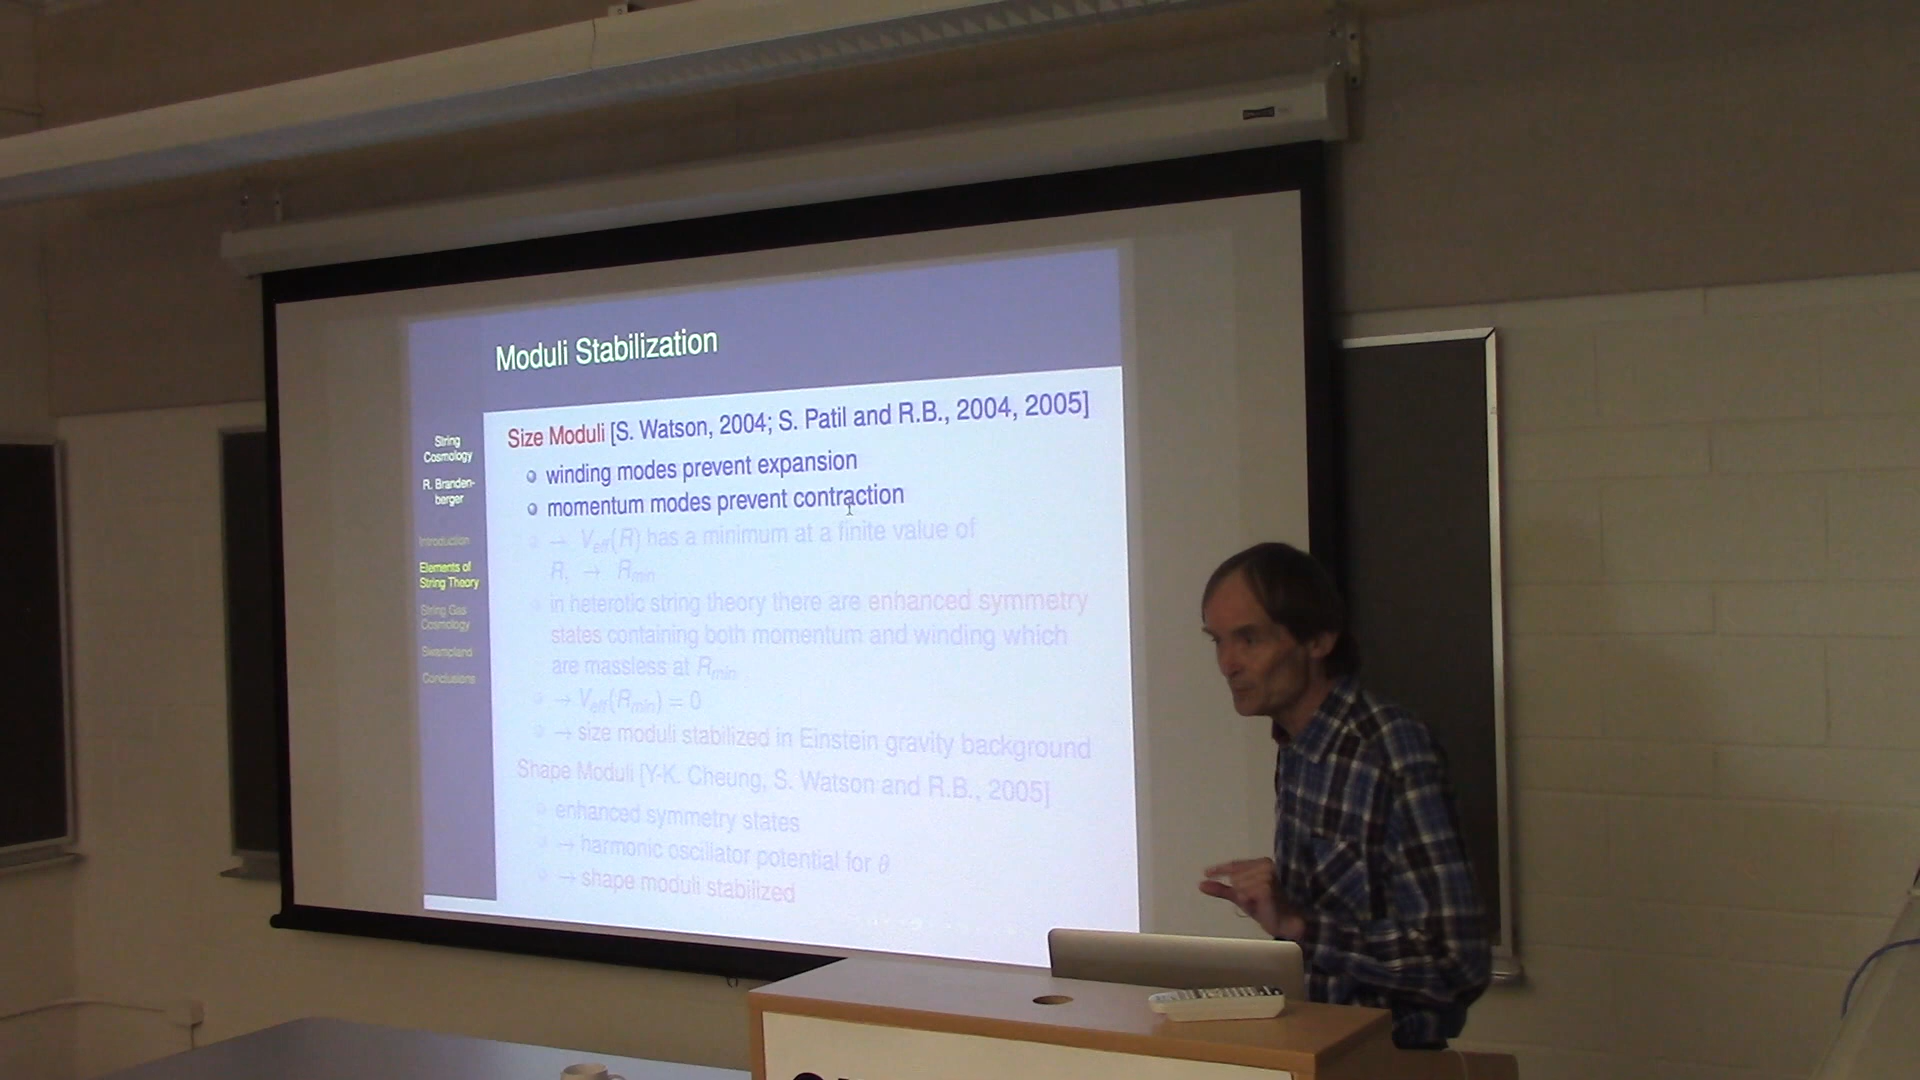 Moduli Stabilization
String
Cosmology
R. Branden-
berger
Introduction
Elements of
String Theory
String Gas
Cosmology
Swampland
Conclusions
Size Moduli [S. Watson, 2004; S. Patil and R.B., 2004, 2005]
winding modes prevent expansion
momentum modes prevent contraction
→ V_eff(R) has a minimum at a finite value of
R, → R_min
in heterotic string theory there are enhanced symmetry
states containing both momentum and winding which
are massless at R_min
→ V_eff(R_min) = 0
→ size moduli stabilized in Einstein gravity background
Shape Moduli [Y-K. Cheung, S. Watson and R.B., 2005]
enhanced symmetry states
→ harmonic oscillator potential for θ
→ shape moduli stabilized